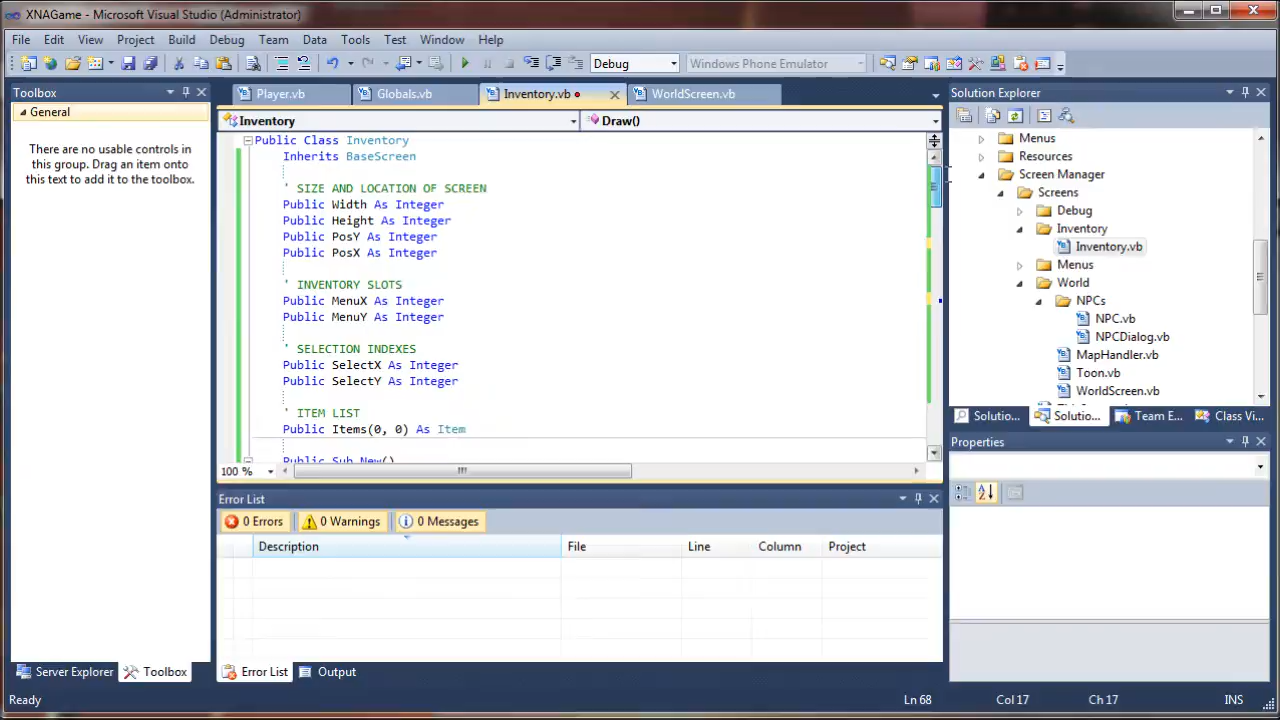 XNAGame - Microsoft Visual Studio (Administrator)
File Edit View Project Build Debug Team Data Tools Test Window Help
Debug Windows Phone Emulator
Toolbox
General
There are no usable controls in
this group. Drag an item onto
this text to add it to the toolbox.
Server Explorer Toolbox
Player.vb Globals.vb Inventory.vb WorldScreen.vb
Inventory Draw()
Public Class Inventory
Inherits BaseScreen
' SIZE AND LOCATION OF SCREEN
Public Width As Integer
Public Height As Integer
Public PosY As Integer
Public PosX As Integer
' INVENTORY SLOTS
Public MenuX As Integer
Public MenuY As Integer
' SELECTION INDEXES
Public SelectX As Integer
Public SelectY As Integer
' ITEM LIST
Public Items(0, 0) As Item
Public Sub New()
100 %
Error List
0 Errors 0 Warnings 0 Messages
Description File Line Column Project
Error List Output
Solution Explorer
Menus
Resources
Screen Manager
Screens
Debug
Inventory
Inventory.vb
Menus
World
NPCs
NPC.vb
NPCDialog.vb
MapHandler.vb
Toon.vb
WorldScreen.vb
Solutio... Solutio... Team E... Class Vi...
Properties
Ready Ln 68 Col 17 Ch 17 INS